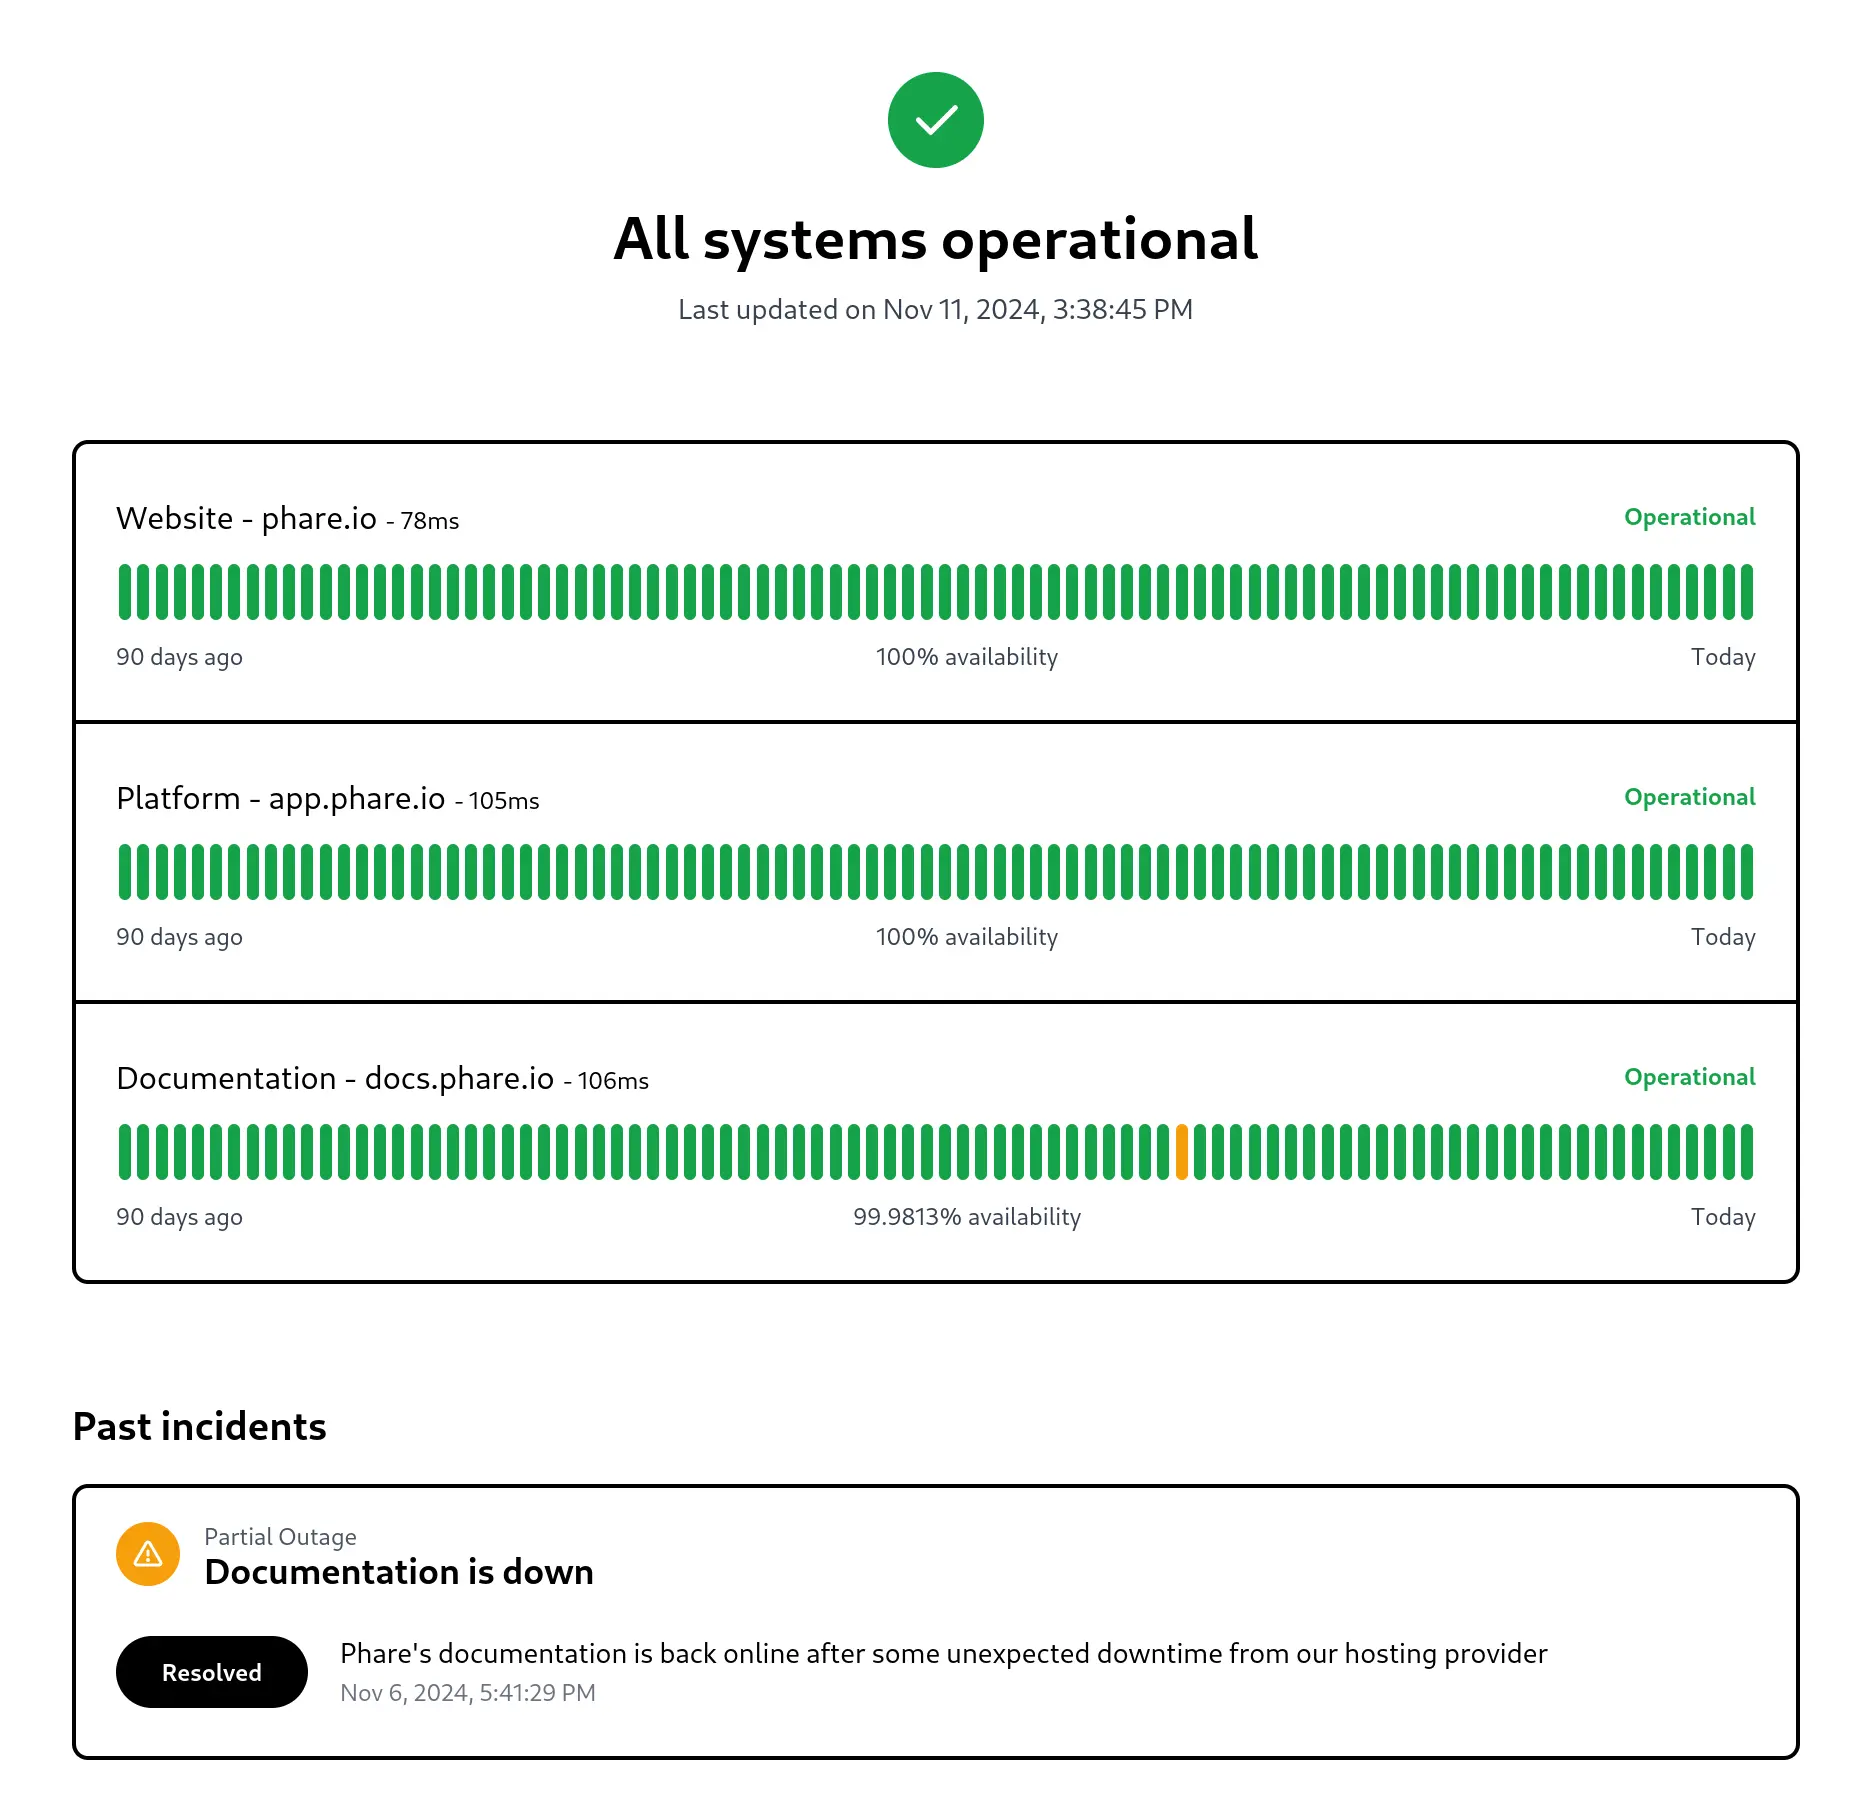 All systems operational
Last updated on Nov 11, 2024, 3:38:45 PM
Website - phare.io - 78ms
Operational
90 days ago
100% availability
Today
Platform - app.phare.io - 105ms
Operational
90 days ago
100% availability
Today
Documentation - docs.phare.io - 106ms
Operational
90 days ago
99.9813% availability
Today
Past incidents
Partial Outage
Documentation is down
Resolved
Phare's documentation is back online after some unexpected downtime from our hosting provider
Nov 6, 2024, 5:41:29 PM